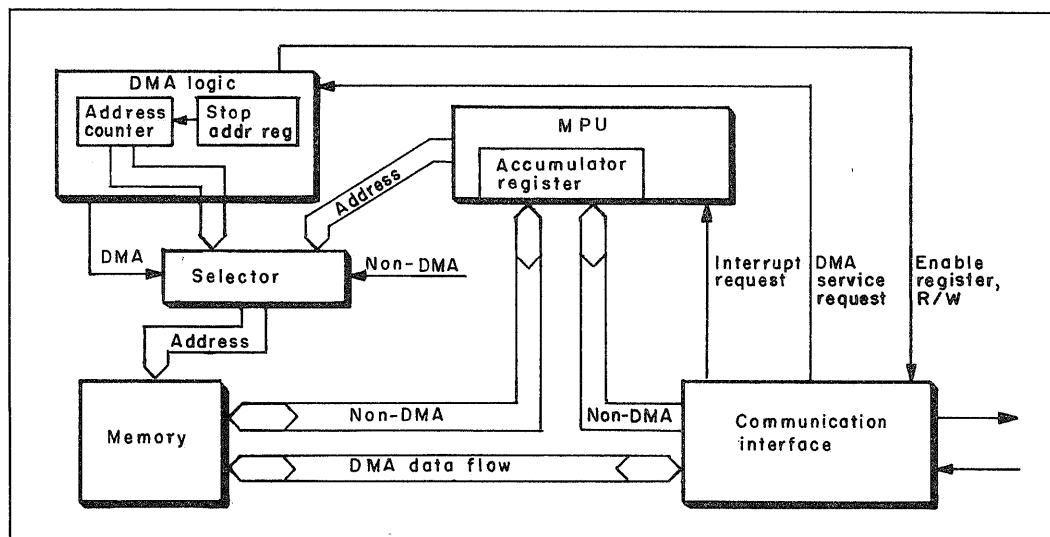 DMA logic
Address
counter
Stop
addr reg
MPU
Accumulator
register
Address
DMA
Selector
Non-DMA
Interrupt
request
DMA
service
request
Enable
register,
R/W
Address
Memory
Non-DMA
Non-DMA
DMA data flow
Communication
interface